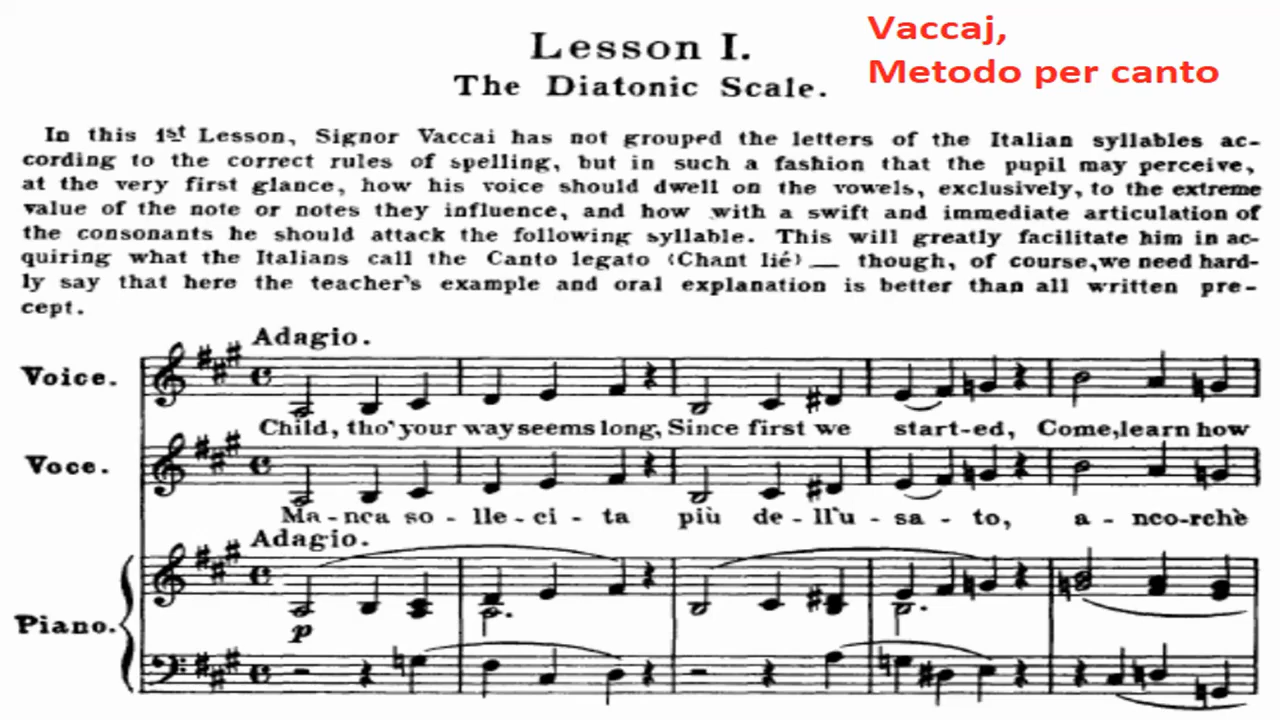 Vaccaj,
Metodo per canto
Lesson I.
The Diatonic Scale.
In this 1st Lesson, Signor Vaccai has not grouped the letters of the Italian syllables ac-
cording to the correct rules of spelling, but in such a fashion that the pupil may perceive,
at the very first glance, how his voice should dwell on the vowels, exclusively, to the extreme
value of the note or notes they influence, and how with a swift and immediate articulation of
the consonants he should attack the following syllable. This will greatly facilitate him in ac-
quiring what the Italians call the Canto legato (Chant lié) — though, of course, we need hard-
ly say that here the teacher's example and oral explanation is better than all written pre-
cept.
Adagio.
Voice.
Child, tho' your way seems long, Since first we start-ed, Come, learn how
Voce.
Ma - nca so - lle - ci - ta più de - ll'u - sa - to, a - nco-rchè
Adagio.
Piano.
p